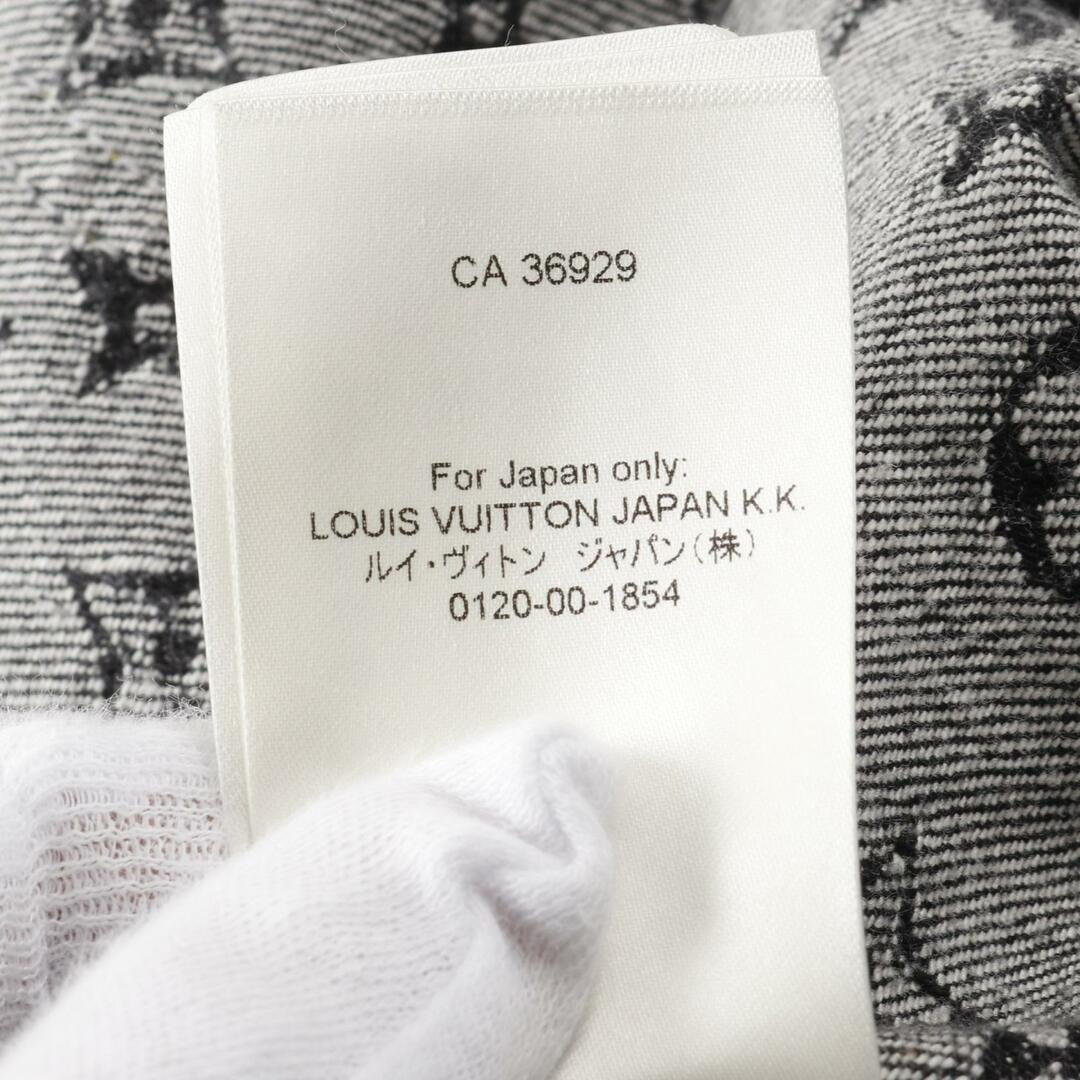 CA 36929
For Japan only:
LOUIS VUITTON JAPAN K.K.
ルイ・ヴィトン　ジャパン(株)
0120-00-1854